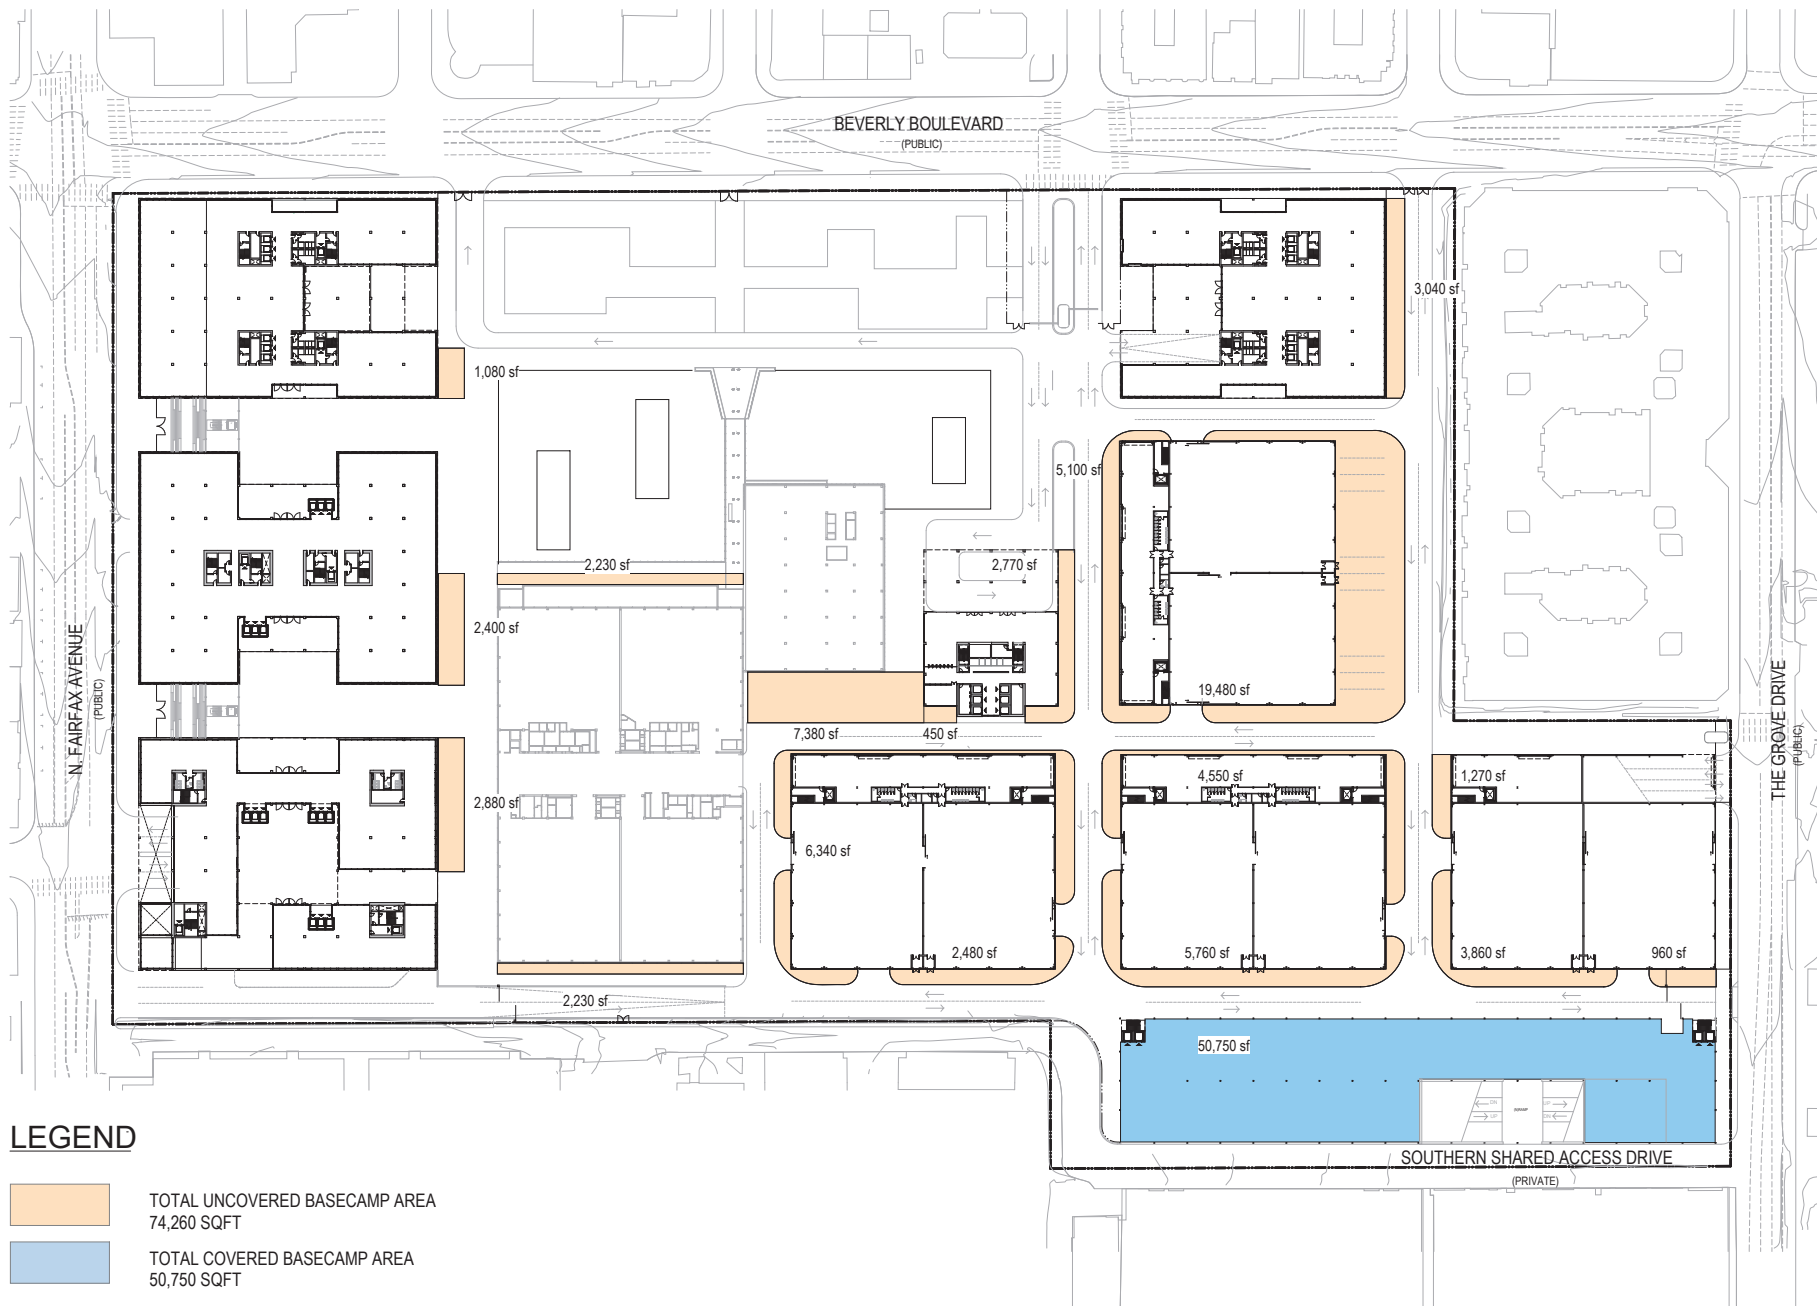 BEVERLY BOULEVARD
(PUBLIC)
3,040 sf
1,080 sf
5,100 sf
2,230 sf
2,770 sf
2,400 sf
N. FAIRFAX AVENUE
(PUBLIC)
19,480 sf
THE GROVE DRIVE
(PUBLIC)
7,380 sf
450 sf
4,550 sf
1,270 sf
2,880 sf
6,340 sf
2,480 sf
5,760 sf
3,860 sf
960 sf
2,230 sf
50,750 sf
DN
UP
UP
DN
SOUTHERN SHARED ACCESS DRIVE
(PRIVATE)
LEGEND
TOTAL UNCOVERED BASECAMP AREA
74,260 SQFT
TOTAL COVERED BASECAMP AREA
50,750 SQFT